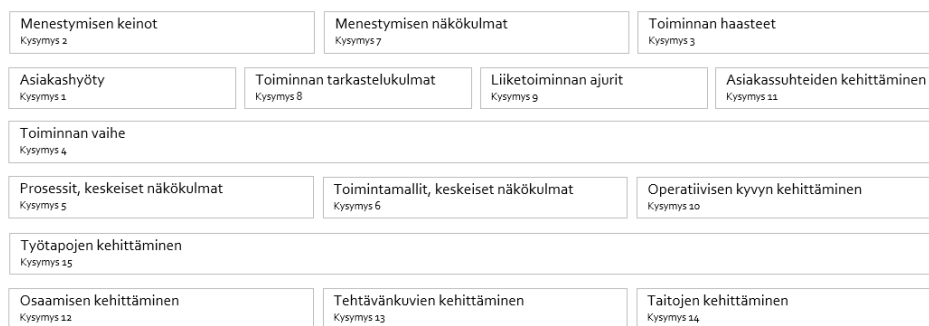 Menestymisen keinot
Kysymys 2
Menestymisen näkökulmat
Kysymys 7
Toiminnan haasteet
Kysymys 3
Asiakashyöty
Kysymys 1
Toiminnan tarkastelukulmat
Kysymys 8
Liiketoiminnan ajurit
Kysymys 9
Asiakassuhteiden kehittäminen
Kysymys 11
Toiminnan vaihe
Kysymys 4
Prosessit, keskeiset näkökulmat
Kysymys 5
Toimintamallit, keskeiset näkökulmat
Kysymys 6
Operatiivisen kyvyn kehittäminen
Kysymys 10
Työtapojen kehittäminen
Kysymys 15
Osaamisen kehittäminen
Kysymys 12
Tehtävänkuvien kehittäminen
Kysymys 13
Taitojen kehittäminen
Kysymys 14